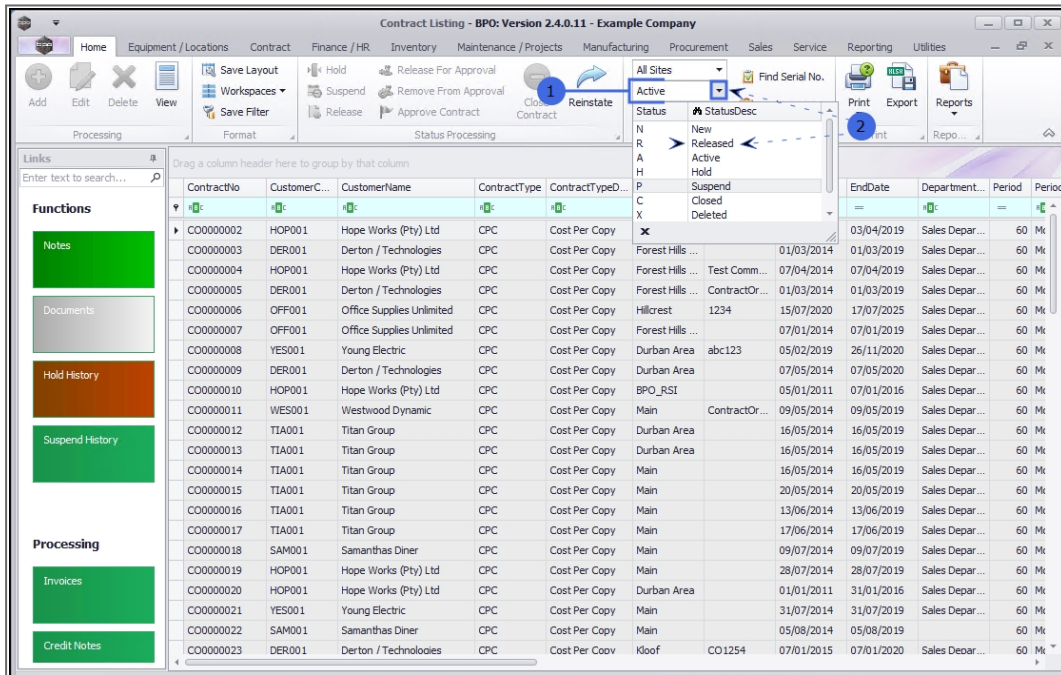 Contract Listing - BPO: Version 2.4.0.11 - Example Company
Home Equipment / Locations Contract Finance / HR Inventory Maintenance / Projects Manufacturing Procurement Sales Service Reporting Utilities
Add Edit Delete View
Processing
Save Layout
Workspaces
Save Filter
Format
Hold
Suspend
Release
Release For Approval
Remove From Approval
Approve Contract
Contract
Reinstate
Status Processing
All Sites
Active
Find Serial No.
Print Export
Reports
Repo...
1
2
Status StatusDesc
N New
R Released
A Active
H Hold
P Suspend
C Closed
X Deleted
x
Links
Enter text to search...
Functions
Notes
Documents
Hold History
Suspend History
Processing
Invoices
Credit Notes
Drag a column header here to group by that column
ContractNo CustomerC... CustomerName ContractType ContractTypeD... EndDate Department... Period
CO0000002 HOP001 Hope Works (Pty) Ltd CPC Cost Per Copy 03/04/2019 Sales Depar... 60
CO0000003 DER001 Derton / Technologies CPC Cost Per Copy Forest Hills ... 01/03/2014 01/03/2019 Sales Depar... 60
CO0000004 HOP001 Hope Works (Pty) Ltd CPC Cost Per Copy Forest Hills ... Test Comm... 07/04/2014 07/04/2019 Sales Depar... 60
CO0000005 DER001 Derton / Technologies CPC Cost Per Copy Forest Hills ... ContractOr... 01/03/2014 01/03/2019 Sales Depar... 60
CO0000006 OFF001 Office Supplies Unlimited CPC Cost Per Copy Hillcrest 1234 15/07/2020 17/07/2025 Sales Depar... 60
CO0000007 OFF001 Office Supplies Unlimited CPC Cost Per Copy Forest Hills ... 07/01/2014 07/01/2019 Sales Depar... 60
CO0000008 YES001 Young Electric CPC Cost Per Copy Durban Area abc123 05/02/2019 26/11/2020 Sales Depar... 60
CO0000009 DER001 Derton / Technologies CPC Cost Per Copy Durban Area 07/05/2014 07/05/2020 Sales Depar... 60
CO0000010 HOP001 Hope Works (Pty) Ltd CPC Cost Per Copy BPO_RSI 05/01/2011 07/01/2016 Sales Depar... 60
CO0000011 WES001 Westwood Dynamic CPC Cost Per Copy Main ContractOr... 09/05/2014 09/05/2019 Sales Depar... 60
CO0000012 TIA001 Titan Group CPC Cost Per Copy Durban Area 16/05/2014 16/05/2019 Sales Depar... 60
CO0000013 TIA001 Titan Group CPC Cost Per Copy Durban Area 16/05/2014 16/05/2019 Sales Depar... 60
CO0000014 TIA001 Titan Group CPC Cost Per Copy Main 16/05/2014 16/05/2019 Sales Depar... 60
CO0000015 TIA001 Titan Group CPC Cost Per Copy Main 20/05/2014 20/05/2019 Sales Depar... 60
CO0000016 TIA001 Titan Group CPC Cost Per Copy Main 13/06/2014 13/06/2019 Sales Depar... 60
CO0000017 TIA001 Titan Group CPC Cost Per Copy Main 17/06/2014 17/06/2019 Sales Depar... 60
CO0000018 SAM001 Samanthas Diner CPC Cost Per Copy Main 09/07/2014 09/07/2019 Sales Depar... 60
CO0000019 HOP001 Hope Works (Pty) Ltd CPC Cost Per Copy Main 28/07/2014 28/07/2019 Sales Depar... 60
CO0000020 HOP001 Hope Works (Pty) Ltd CPC Cost Per Copy Durban Area 01/01/2011 31/01/2016 Sales Depar... 60
CO0000021 YES001 Young Electric CPC Cost Per Copy Main 31/07/2014 31/07/2019 Sales Depar... 60
CO0000022 SAM001 Samanthas Diner CPC Cost Per Copy Main 05/08/2014 05/08/2019 60
CO0000023 DER001 Derton / Technologies CPC Cost Per Copy Kloof CO1254 07/01/2015 07/01/2020 Sales Depar... 60